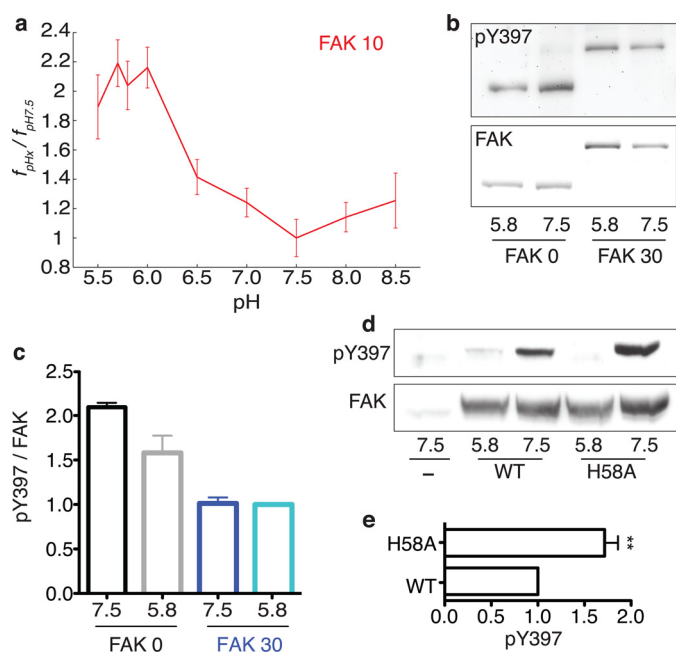 a
FAK 10
f_pHx / f_pH7.5
2.4
2.2
2
1.8
1.6
1.4
1.2
1
0.8
5.5 6.0 6.5 7.0 7.5 8.0 8.5
pH
b
pY397
FAK
5.8 7.5 5.8 7.5
FAK 0 FAK 30
c
pY397 / FAK
2.5
2.0
1.5
1.0
0.5
0.0
7.5 5.8 7.5 5.8
FAK 0 FAK 30
d
pY397
FAK
7.5 5.8 7.5 5.8 7.5
– WT H58A
e
H58A
**
WT
0.0 0.5 1.0 1.5 2.0
pY397